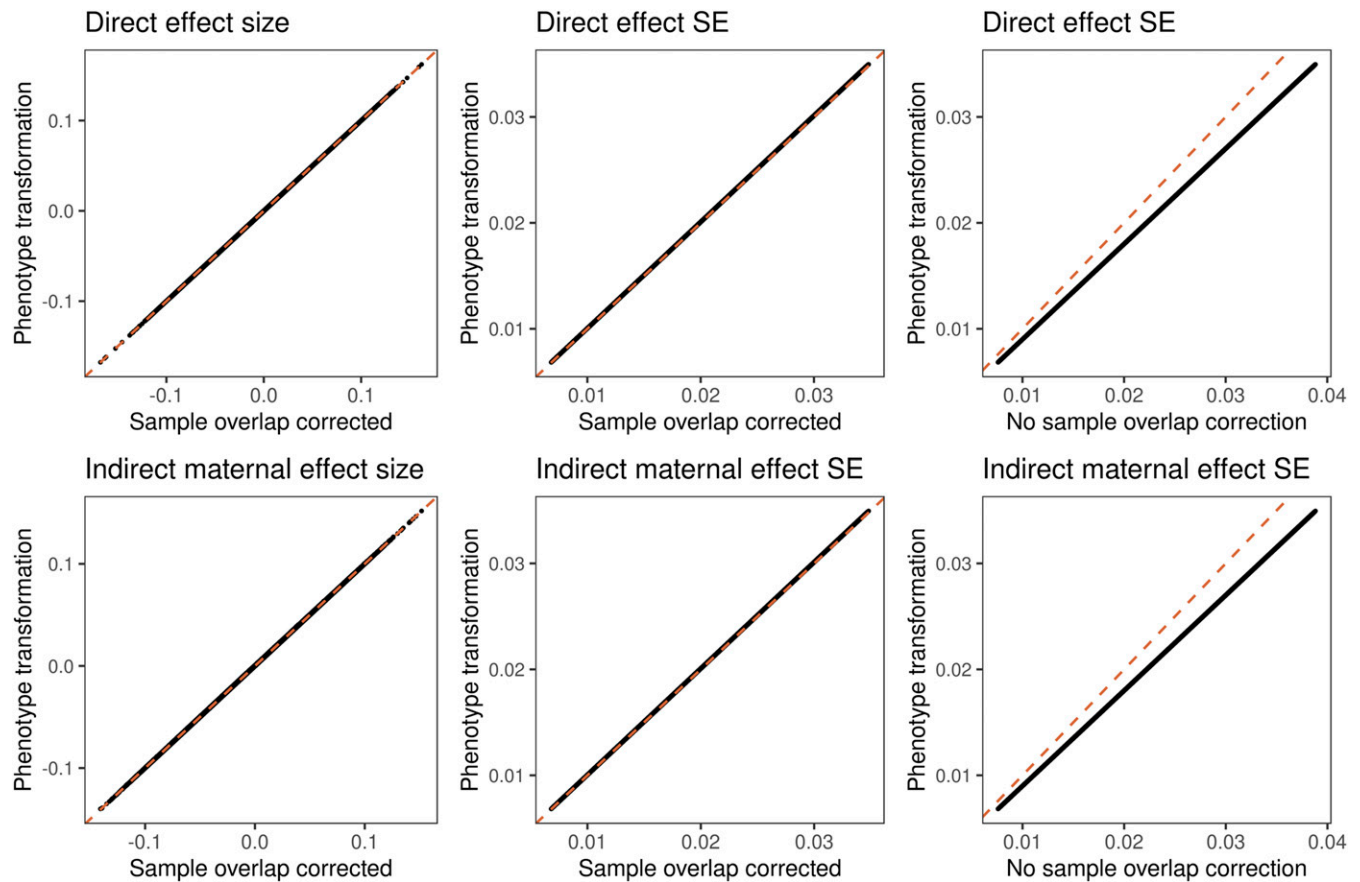 Direct effect size
Direct effect SE
Direct effect SE
Phenotype transformation
0.1
0.0
-0.1
-0.1
0.0
0.1
Sample overlap corrected
Phenotype transformation
0.03
0.02
0.01
0.01
0.02
0.03
Sample overlap corrected
Phenotype transformation
0.03
0.02
0.01
0.01
0.02
0.03
0.04
No sample overlap correction
Indirect maternal effect size
Indirect maternal effect SE
Indirect maternal effect SE
Phenotype transformation
0.1
0.0
-0.1
-0.1
0.0
0.1
Sample overlap corrected
Phenotype transformation
0.03
0.02
0.01
0.01
0.02
0.03
Sample overlap corrected
Phenotype transformation
0.03
0.02
0.01
0.01
0.02
0.03
0.04
No sample overlap correction